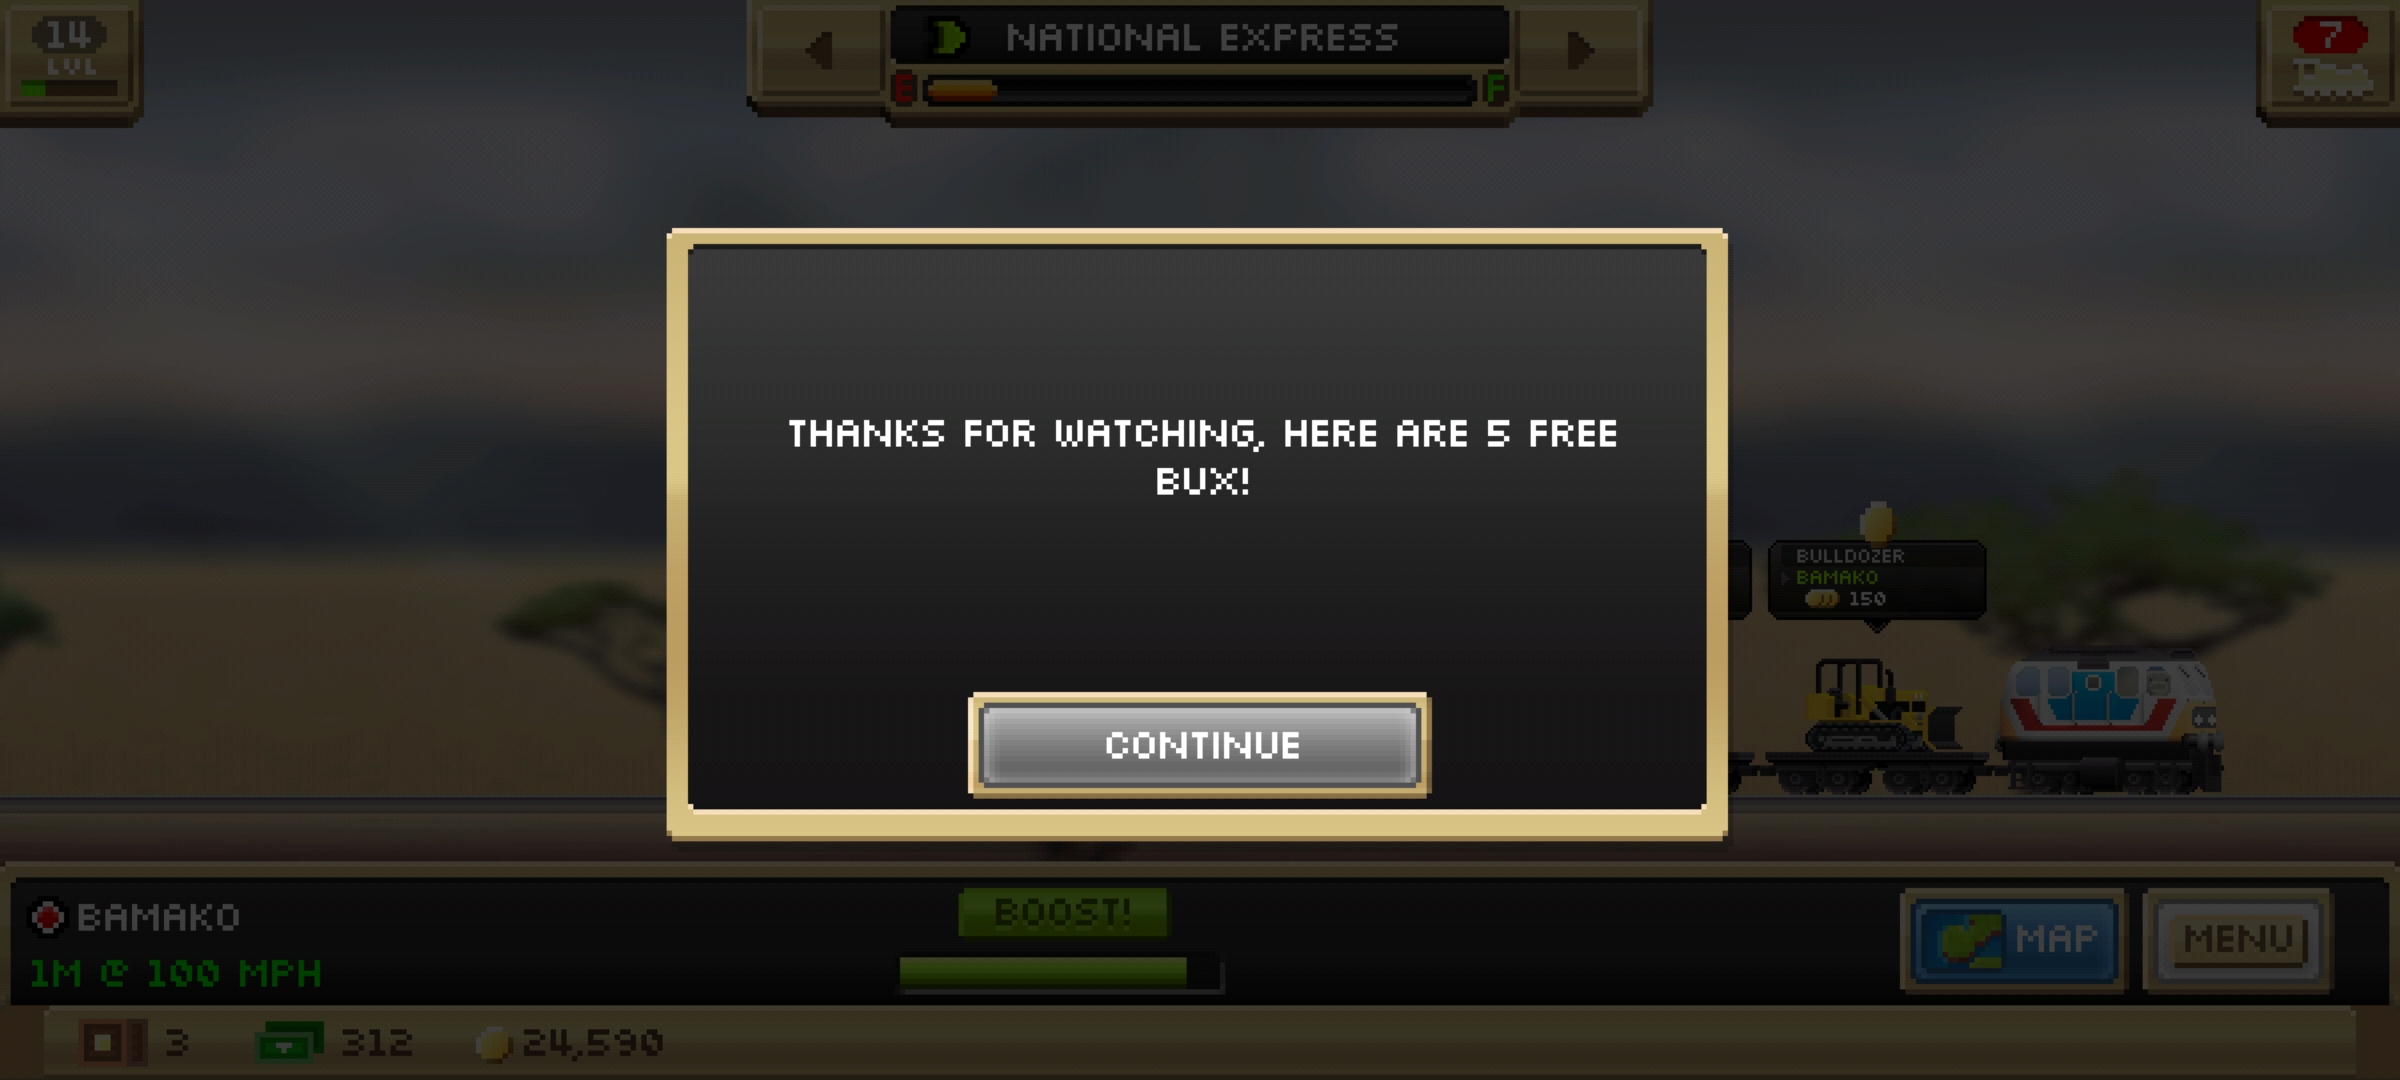 14
LVL
NATIONAL EXPRESS
E
F
7
THANKS FOR WATCHING, HERE ARE 5 FREE
BUX!
CONTINUE
BULLDOZER
BAMAKO
150
BAMAKO
1M @ 100 MPH
BOOST!
MAP
MENU
3
312
24,590